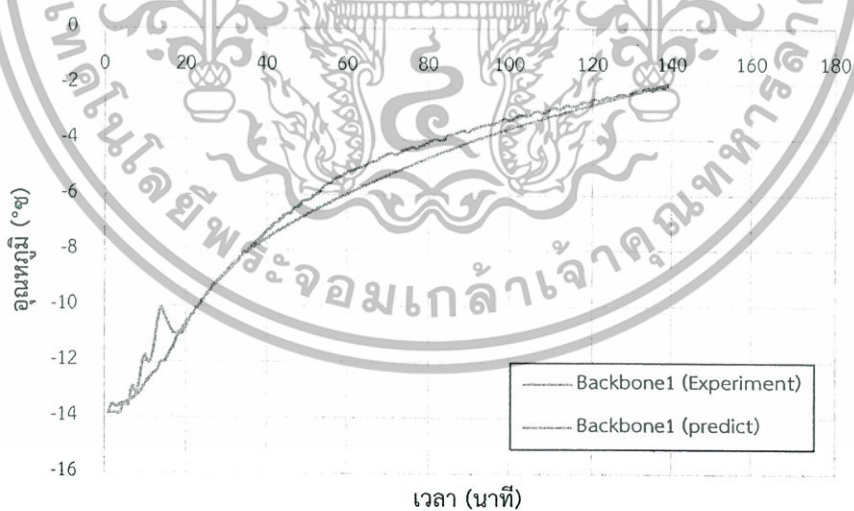 0
0 20 40 60 80 100 120 140 160 180
-2
-4
-6
-8
-10
-12
-14
-16
อุณหภูมิ (°ซ)
เวลา (นาที)
Backbone1 (Experiment)
Backbone1 (predict)
เทคโนโลยีพระจอมเกล้าเจ้าคุณทหารลา